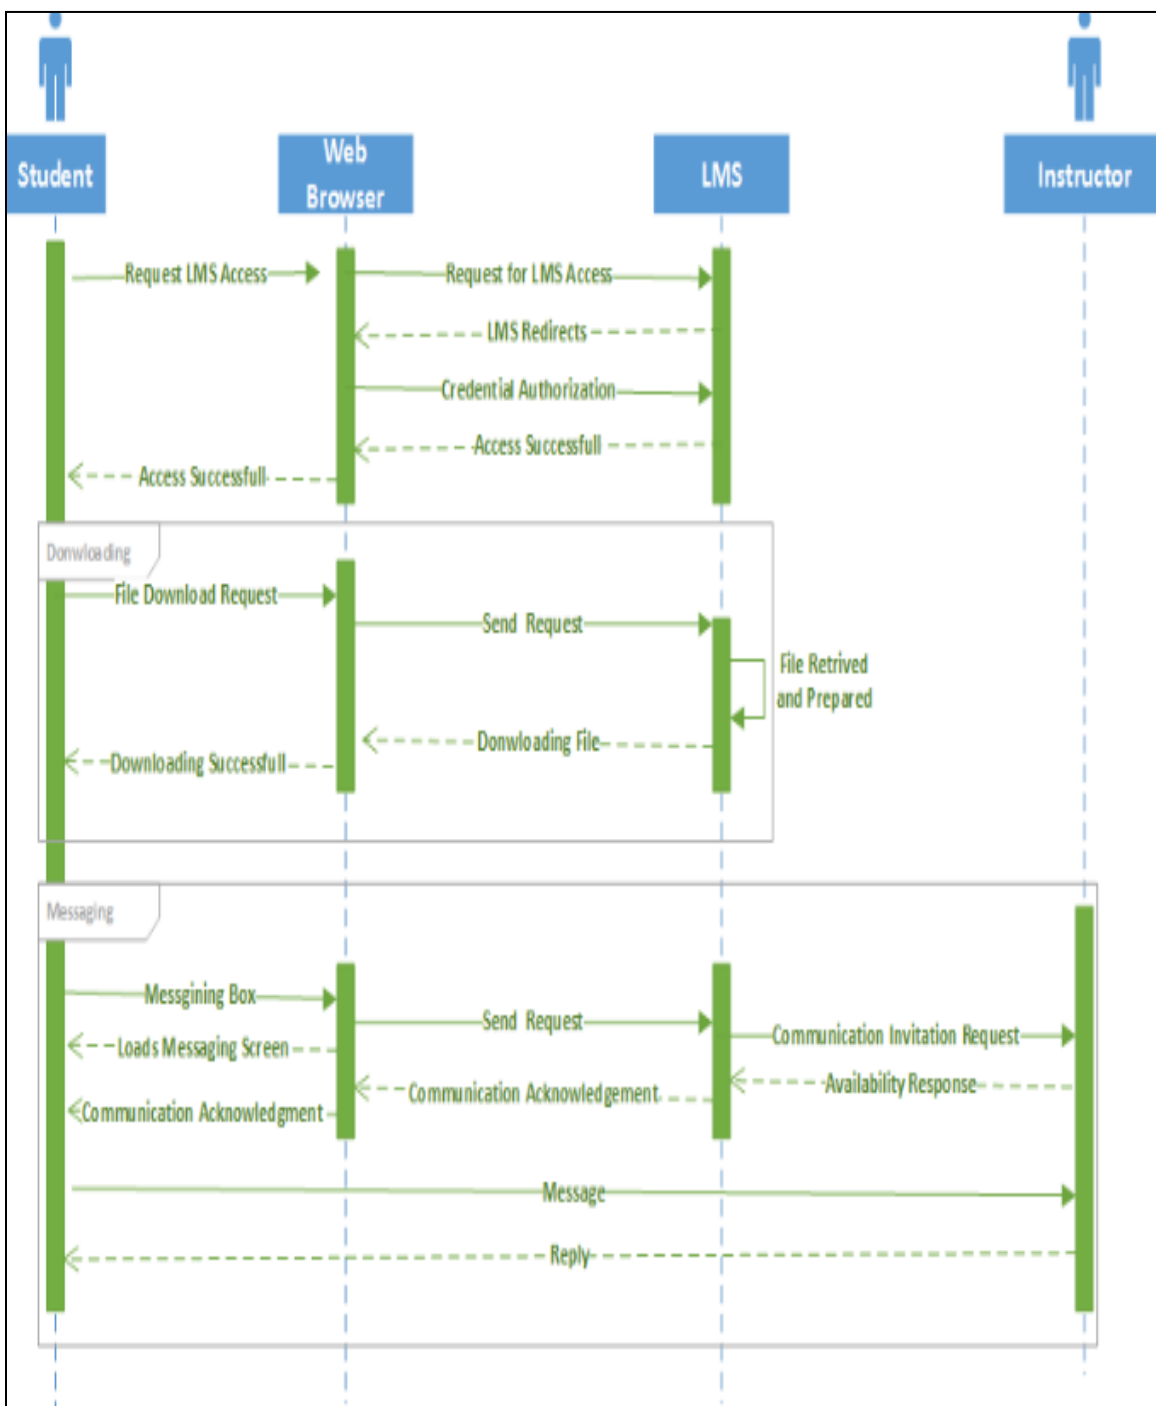 Student
Web
Browser
LMS
Instructor
Request LMS Access
Request for LMS Access
LMS Redirects
Credential Authorization
Access Successfull
Access Successfull
Donwloading
File Download Request
Send Request
File Retrived
and Prepared
Donwloading File
Downloading Successfull
Messaging
Messgining Box
Send Request
Communication Invitation Request
Loads Messaging Screen
Availability Response
Communication Acknowledgement
Communication Acknowledgment
Message
Reply